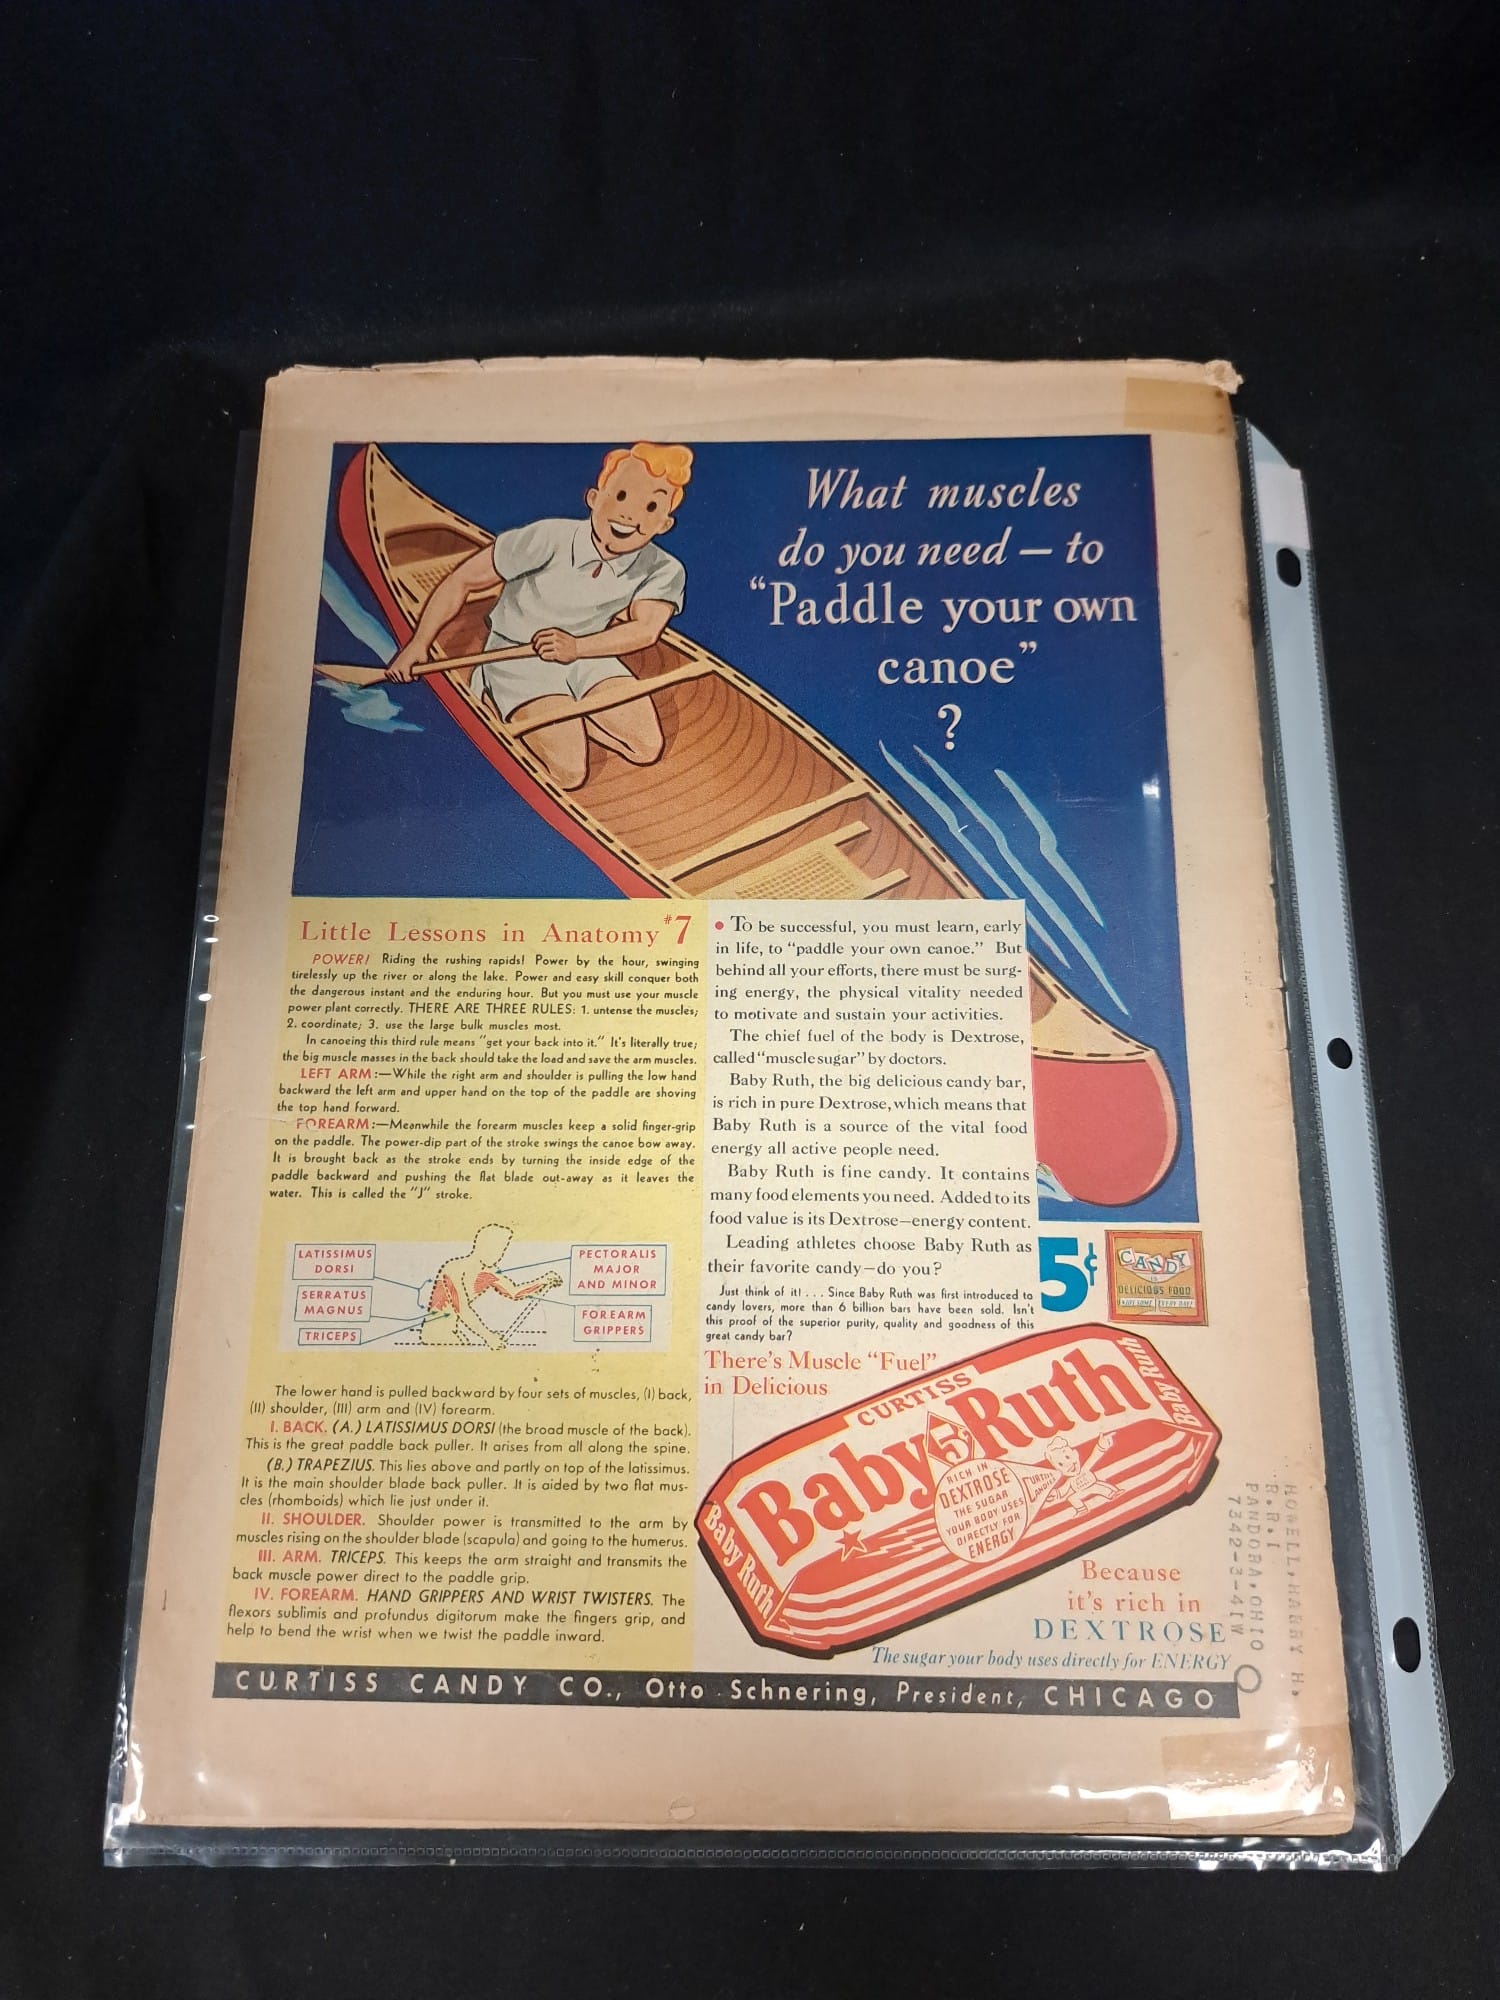 What muscles
do you need — to
“Paddle your own
canoe”
?
Little Lessons in Anatomy #7
POWER! Riding the rushing rapids! Power by the hour, swinging
tirelessly up the river or along the lake. Power and easy skill conquer both
the dangerous instant and the enduring hour. But you must use your muscle
power plant correctly. THERE ARE THREE RULES: 1. untense the muscles;
2. coordinate; 3. use the large bulk muscles most.
In canoeing this third rule means "get your back into it." It's literally true;
the big muscle masses in the back should take the load and save the arm muscles.
LEFT ARM:—While the right arm and shoulder is pulling the low hand
backward the left arm and upper hand on the top of the paddle are shoving
the top hand forward.
FOREARM:—Meanwhile the forearm muscles keep a solid finger-grip
on the paddle. The power-dip part of the stroke swings the canoe bow away.
It is brought back as the stroke ends by turning the inside edge of the
paddle backward and pushing the flat blade out-away as it leaves the
water. This is called the "J" stroke.
LATISSIMUS
DORSI
SERRATUS
MAGNUS
TRICEPS
PECTORALIS
MAJOR
AND MINOR
FOREARM
GRIPPERS
The lower hand is pulled backward by four sets of muscles, (I) back,
(II) shoulder, (III) arm and (IV) forearm.
I. BACK. (A.) LATISSIMUS DORSI (the broad muscle of the back).
This is the great paddle back puller. It arises from all along the spine.
(B.) TRAPEZIUS. This lies above and partly on top of the latissimus.
It is the main shoulder blade back puller. It is aided by two flat mus-
cles (rhomboids) which lie just under it.
II. SHOULDER. Shoulder power is transmitted to the arm by
muscles rising on the shoulder blade (scapula) and going to the humerus.
III. ARM. TRICEPS. This keeps the arm straight and transmits the
back muscle power direct to the paddle grip.
IV. FOREARM. HAND GRIPPERS AND WRIST TWISTERS. The
flexors sublimis and profundus digitorum make the fingers grip, and
help to bend the wrist when we twist the paddle inward.
• To be successful, you must learn, early
in life, to “paddle your own canoe.” But
behind all your efforts, there must be surg-
ing energy, the physical vitality needed
to motivate and sustain your activities.
The chief fuel of the body is Dextrose,
called “muscle sugar” by doctors.
Baby Ruth, the big delicious candy bar,
is rich in pure Dextrose, which means that
Baby Ruth is a source of the vital food
energy all active people need.
Baby Ruth is fine candy. It contains
many food elements you need. Added to its
food value is its Dextrose—energy content.
Leading athletes choose Baby Ruth as
their favorite candy—do you?
Just think of it! . . . Since Baby Ruth was first introduced to
candy lovers, more than 6 billion bars have been sold. Isn't
this proof of the superior purity, quality and goodness of this
great candy bar?
5¢
CANDY
IS
DELICIOUS FOOD
ENJOY SOME EVERY DAY!
There's Muscle “Fuel”
in Delicious
CURTISS
Baby Ruth
5¢
Baby Ruth
Baby Ruth
RICH IN
DEXTROSE
THE SUGAR
YOUR BODY USES
DIRECTLY FOR
ENERGY
CURTISS
CANDIES
Because
it's rich in
DEXTROSE
The sugar your body uses directly for ENERGY
CURTISS CANDY CO., Otto Schnering, President, CHICAGO
HOWELL, HARRY H.
R.R.1
PANDORA, OHIO
7342-3-41W